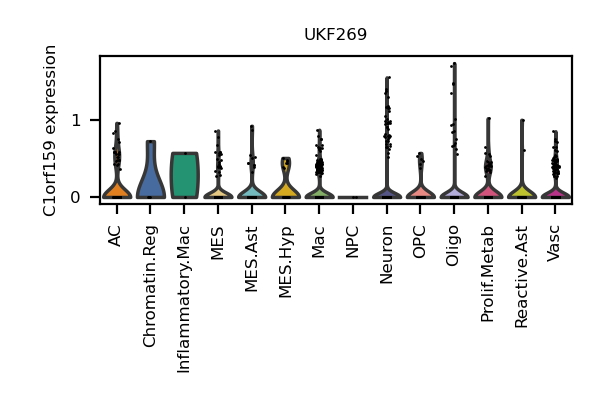 UKF269
C1orf159 expression
1
0
AC
Chromatin.Reg
Inflammatory.Mac
MES
MES.Ast
MES.Hyp
Mac
NPC
Neuron
OPC
Oligo
Prolif.Metab
Reactive.Ast
Vasc